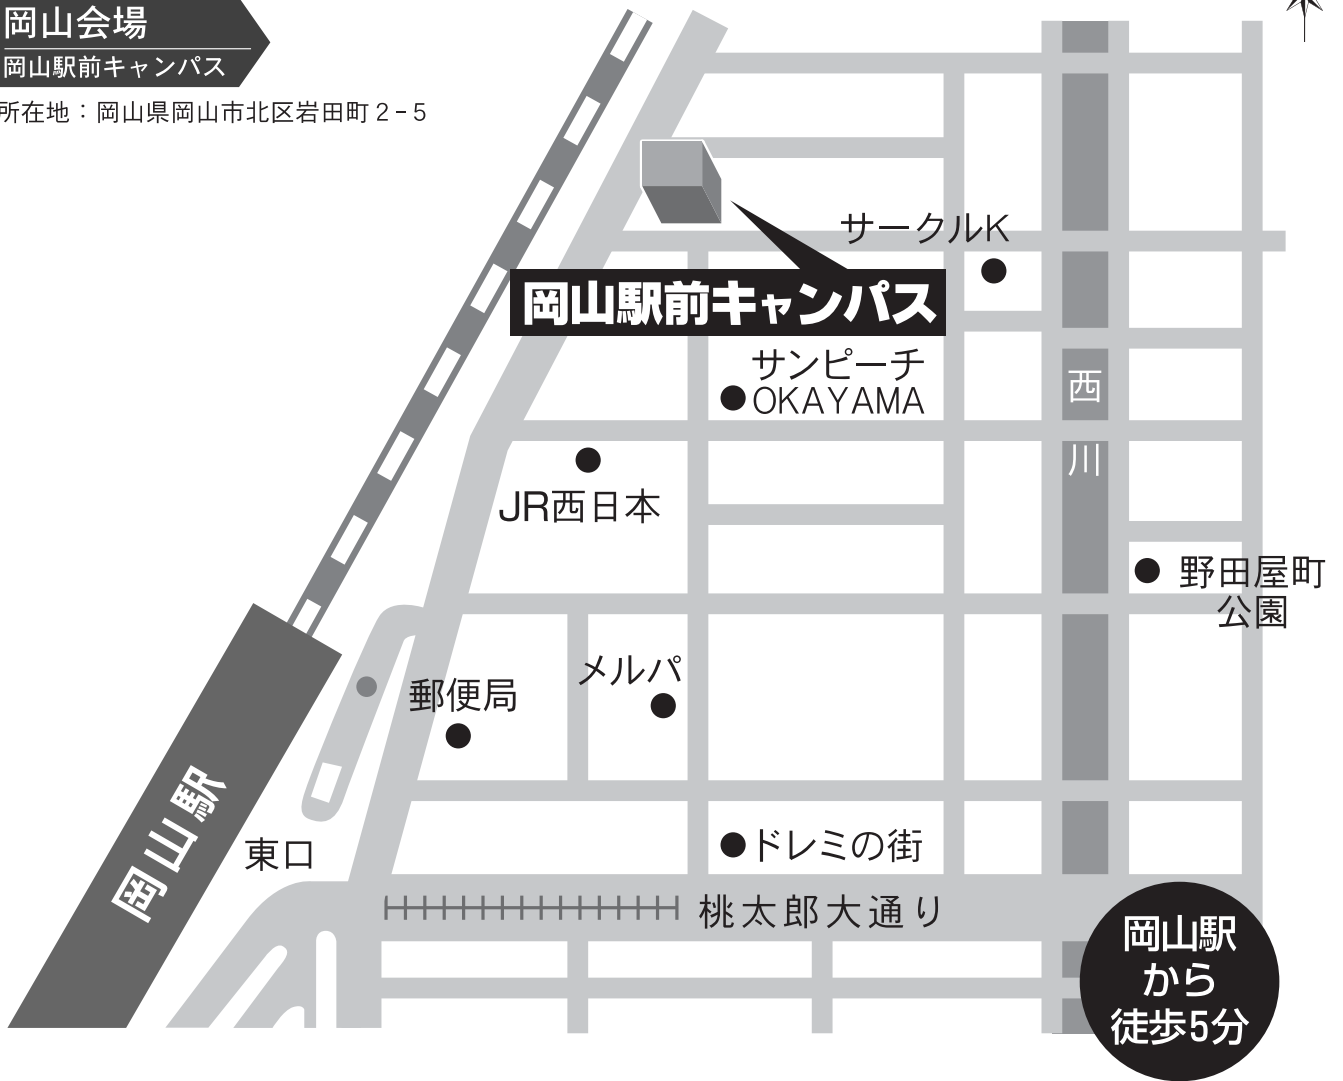 岡山会場
岡山駅前キャンパス
所在地：岡山県岡山市北区岩田町２−５
サークルK
岡山駅前キャンパス
サンピーチ
OKAYAMA
西川
JR西日本
野田屋町
公園
メルパ
郵便局
岡山駅
東口
ドレミの街
桃太郎大通り
岡山駅
から
徒歩5分